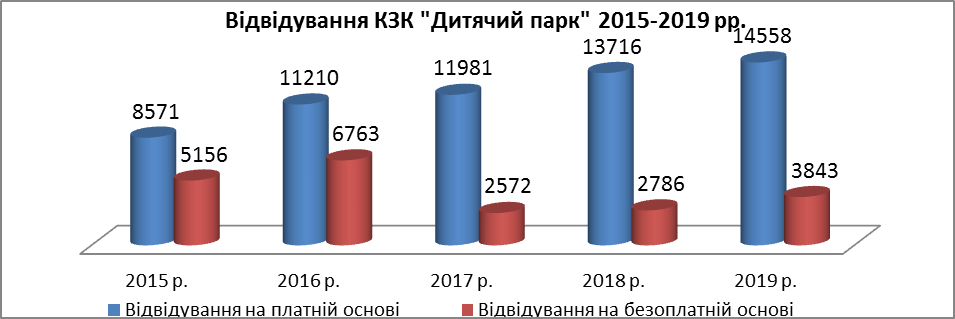 Відвідування КЗК "Дитячий парк" 2015-2019 рр.
8571
5156
11210
6763
11981
2572
13716
2786
14558
3843
2015 р.
2016 р.
2017 р.
2018 р.
2019 р.
Відвідування на платній основі
Відвідування на безоплатній основі